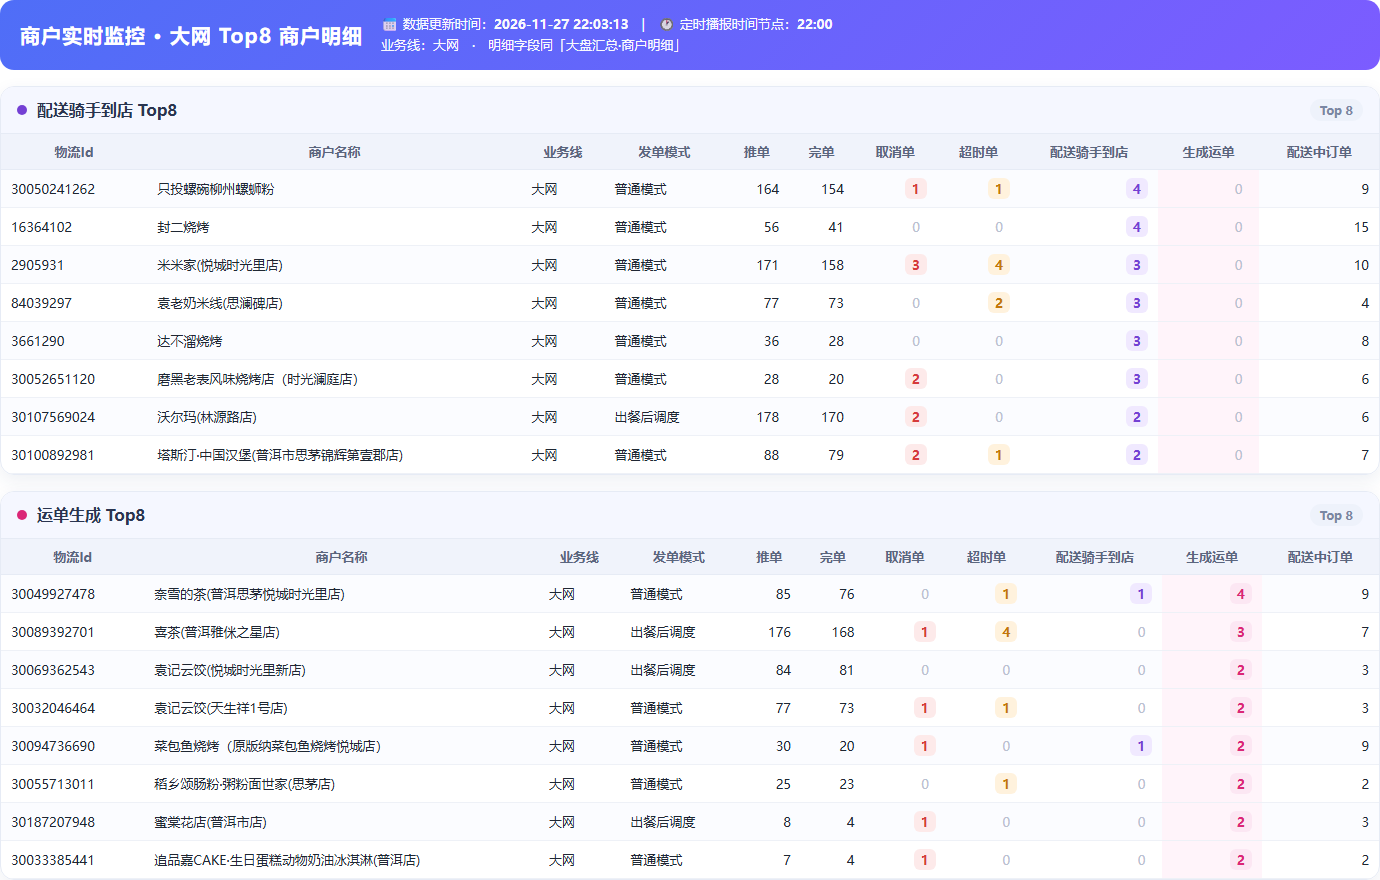 商户实时监控 • 大网 Top8 商户明细
数据更新时间：2026-11-27 22:03:13 | 定时播报时间节点：22:00
业务线：大网 · 明细字段同「大盘汇总·商户明细」
配送骑手到店 Top8 Top 8
物流Id 商户名称 业务线 发单模式 推单 完单 取消单 超时单 配送骑手到店 生成运单 配送中订单
30050241262 只投螺碗柳州螺蛳粉 大网 普通模式 164 154 1 1 4 0 9
16364102 封二烧烤 大网 普通模式 56 41 0 0 4 0 15
2905931 米米家(悦城时光里店) 大网 普通模式 171 158 3 4 3 0 10
84039297 袁老奶米线(思澜碑店) 大网 普通模式 77 73 0 2 3 0 4
3661290 达不溜烧烤 大网 普通模式 36 28 0 0 3 0 8
30052651120 磨黑老表风味烧烤店（时光澜庭店） 大网 普通模式 28 20 2 0 3 0 6
30107569024 沃尔玛(林源路店) 大网 出餐后调度 178 170 2 0 2 0 6
30100892981 塔斯汀·中国汉堡(普洱市思茅锦辉第壹郡店) 大网 普通模式 88 79 2 1 2 0 7
运单生成 Top8 Top 8
物流Id 商户名称 业务线 发单模式 推单 完单 取消单 超时单 配送骑手到店 生成运单 配送中订单
30049927478 奈雪的茶(普洱思茅悦城时光里店) 大网 普通模式 85 76 0 1 1 4 9
30089392701 喜茶(普洱雅佧之星店) 大网 出餐后调度 176 168 1 4 0 3 7
30069362543 袁记云饺(悦城时光里新店) 大网 出餐后调度 84 81 0 0 0 2 3
30032046464 袁记云饺(天生祥1号店) 大网 普通模式 77 73 1 1 0 2 3
30094736690 菜包鱼烧烤（原版纳菜包鱼烧烤悦城店） 大网 普通模式 30 20 1 0 1 2 9
30055713011 稻乡颂肠粉·粥粉面世家(思茅店) 大网 普通模式 25 23 0 1 0 2 2
30187207948 蜜棠花店(普洱市店) 大网 出餐后调度 8 4 1 0 0 2 3
30033385441 追品嘉CAKE·生日蛋糕动物奶油冰淇淋(普洱店) 大网 普通模式 7 4 1 0 0 2 2